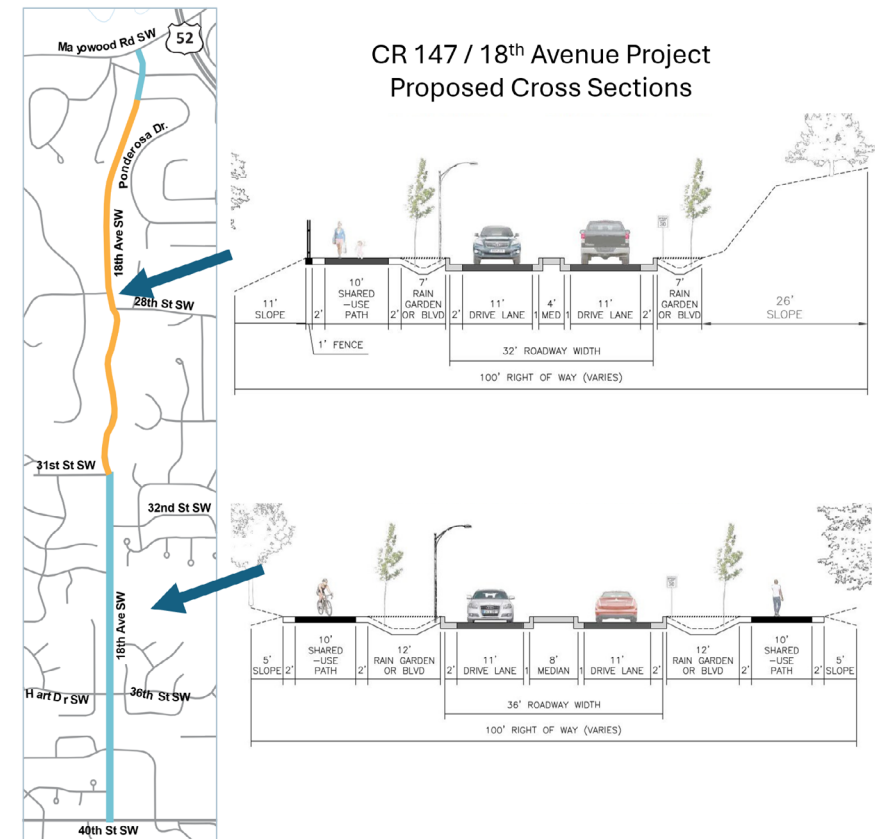 CR 147 / 18th Avenue Project
Proposed Cross Sections
Mayowood Rd SW
52
Ponderosa Dr.
18th Ave SW
28th St SW
31st St SW
32nd St SW
18th Ave SW
Hart Dr SW
36th St SW
40th St SW
11'
SLOPE
2'
10'
SHARED
-USE
PATH
2'
7'
RAIN
GARDEN
OR BLVD
2'
11'
DRIVE LANE
1
4'
MED
1
11'
DRIVE LANE
2'
7'
RAIN
GARDEN
OR BLVD
26'
SLOPE
1' FENCE
32' ROADWAY WIDTH
100' RIGHT OF WAY (VARIES)
5'
SLOPE
2'
10'
SHARED
-USE
PATH
2'
12'
RAIN GARDEN
OR BLVD
2'
11'
DRIVE LANE
1
8'
MEDIAN
1
11'
DRIVE LANE
2'
12'
RAIN GARDEN
OR BLVD
2'
10'
SHARED
-USE
PATH
2'
5'
SLOPE
36' ROADWAY WIDTH
100' RIGHT OF WAY (VARIES)